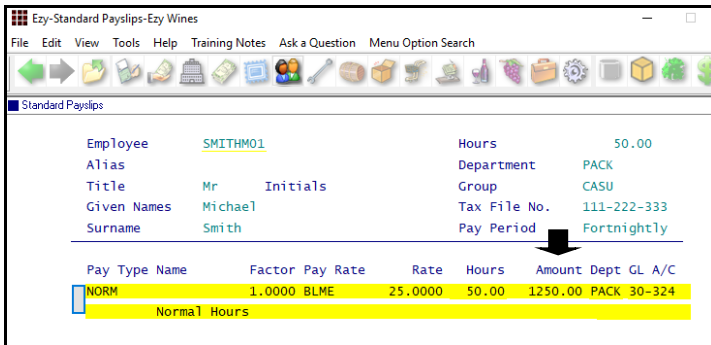 Ezy-Standard Payslips-Ezy Wines
File Edit View Tools Help Training Notes Ask a Question Menu Option Search
Standard Payslips
Employee SMITHM01 Hours 50.00
Alias Department PACK
Title Mr Initials Group CASU
Given Names Michael Tax File No. 111-222-333
Surname Smith Pay Period Fortnightly
Pay Type Name Factor Pay Rate Rate Hours Amount Dept GL A/C
NORM 1.0000 BLME 25.0000 50.00 1250.00 PACK 30-324
Normal Hours